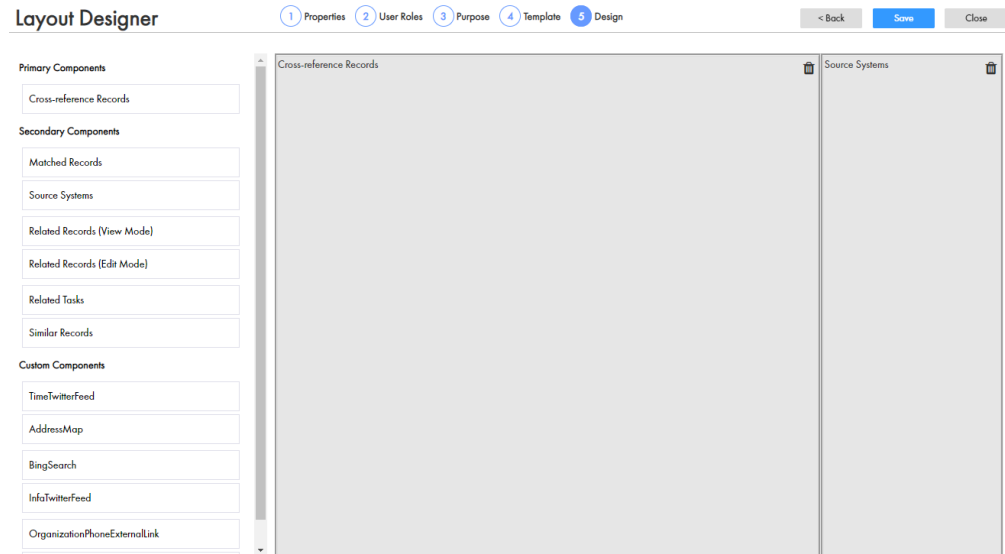 Layout Designer
1 Properties 2 User Roles 3 Purpose 4 Template 5 Design
< Back Save Close
Primary Components
Cross-reference Records
Secondary Components
Matched Records
Source Systems
Related Records (View Mode)
Related Records (Edit Mode)
Related Tasks
Similar Records
Custom Components
TimeTwitterFeed
AddressMap
BingSearch
InfaTwitterFeed
OrganizationPhoneExternalLink
Cross-reference Records
Source Systems